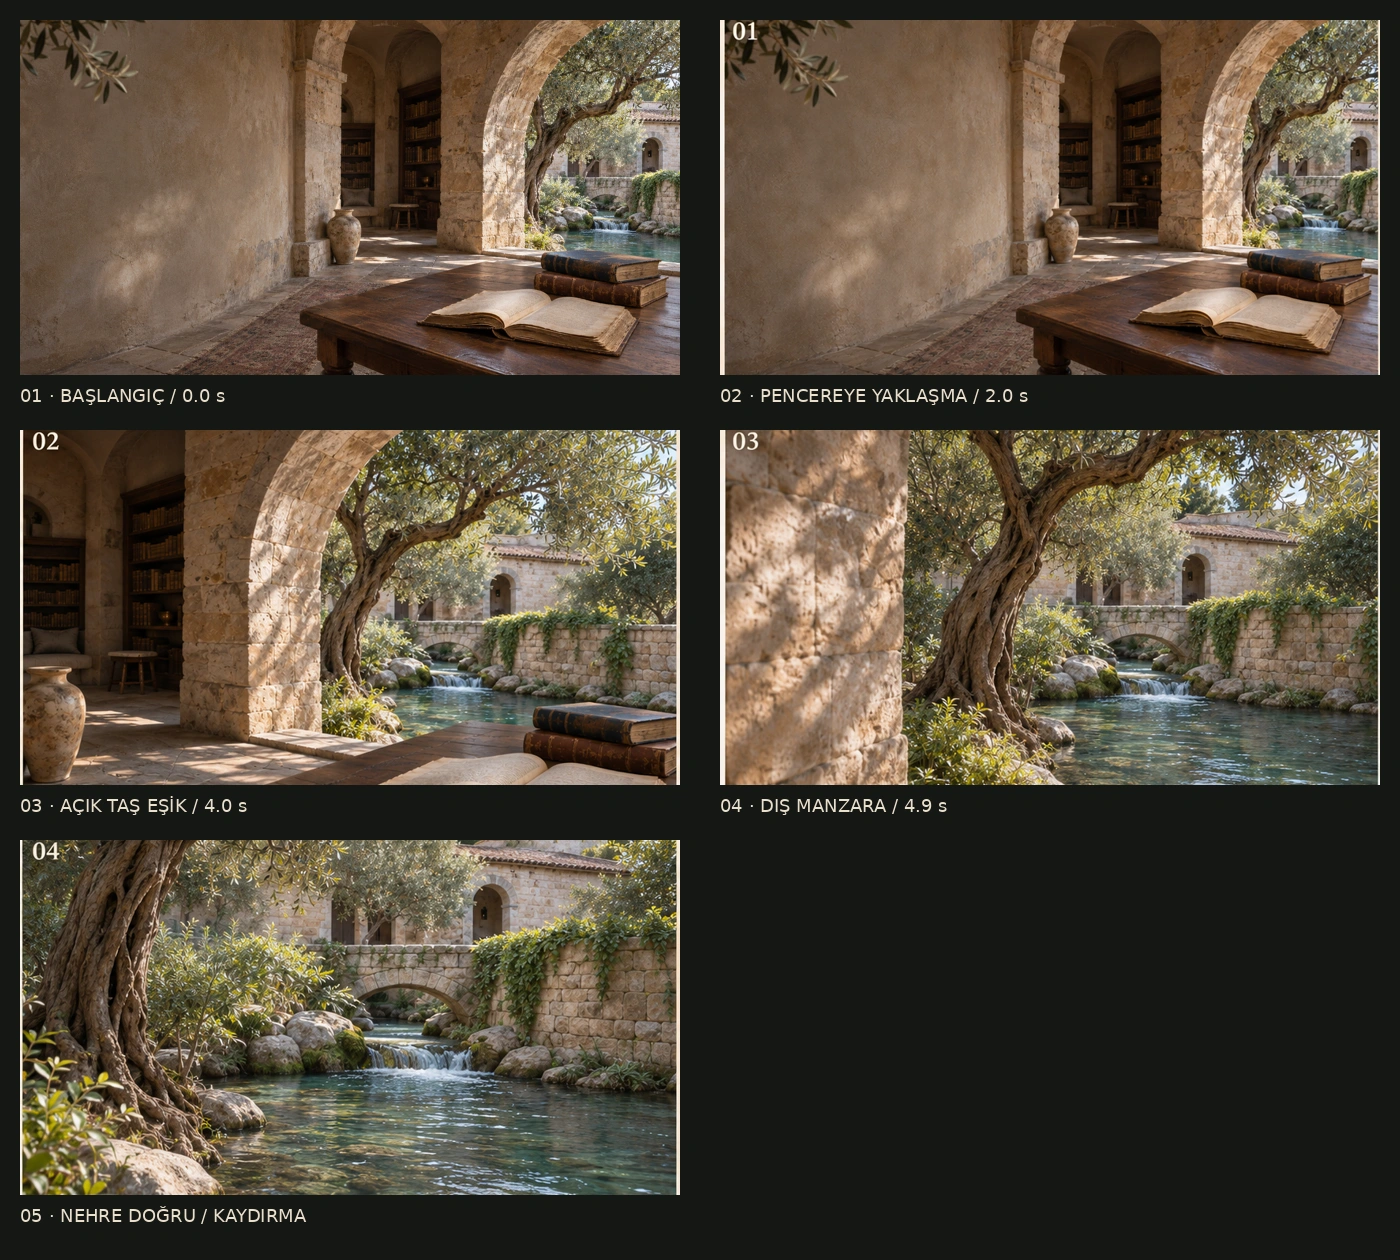 01
01 · BAŞLANGIÇ / 0.0 s
02 · PENCEREYE YAKLAŞMA / 2.0 s
02
03
03 · AÇIK TAŞ EŞİK / 4.0 s
04 · DIŞ MANZARA / 4.9 s
04
05 · NEHRE DOĞRU / KAYDIRMA